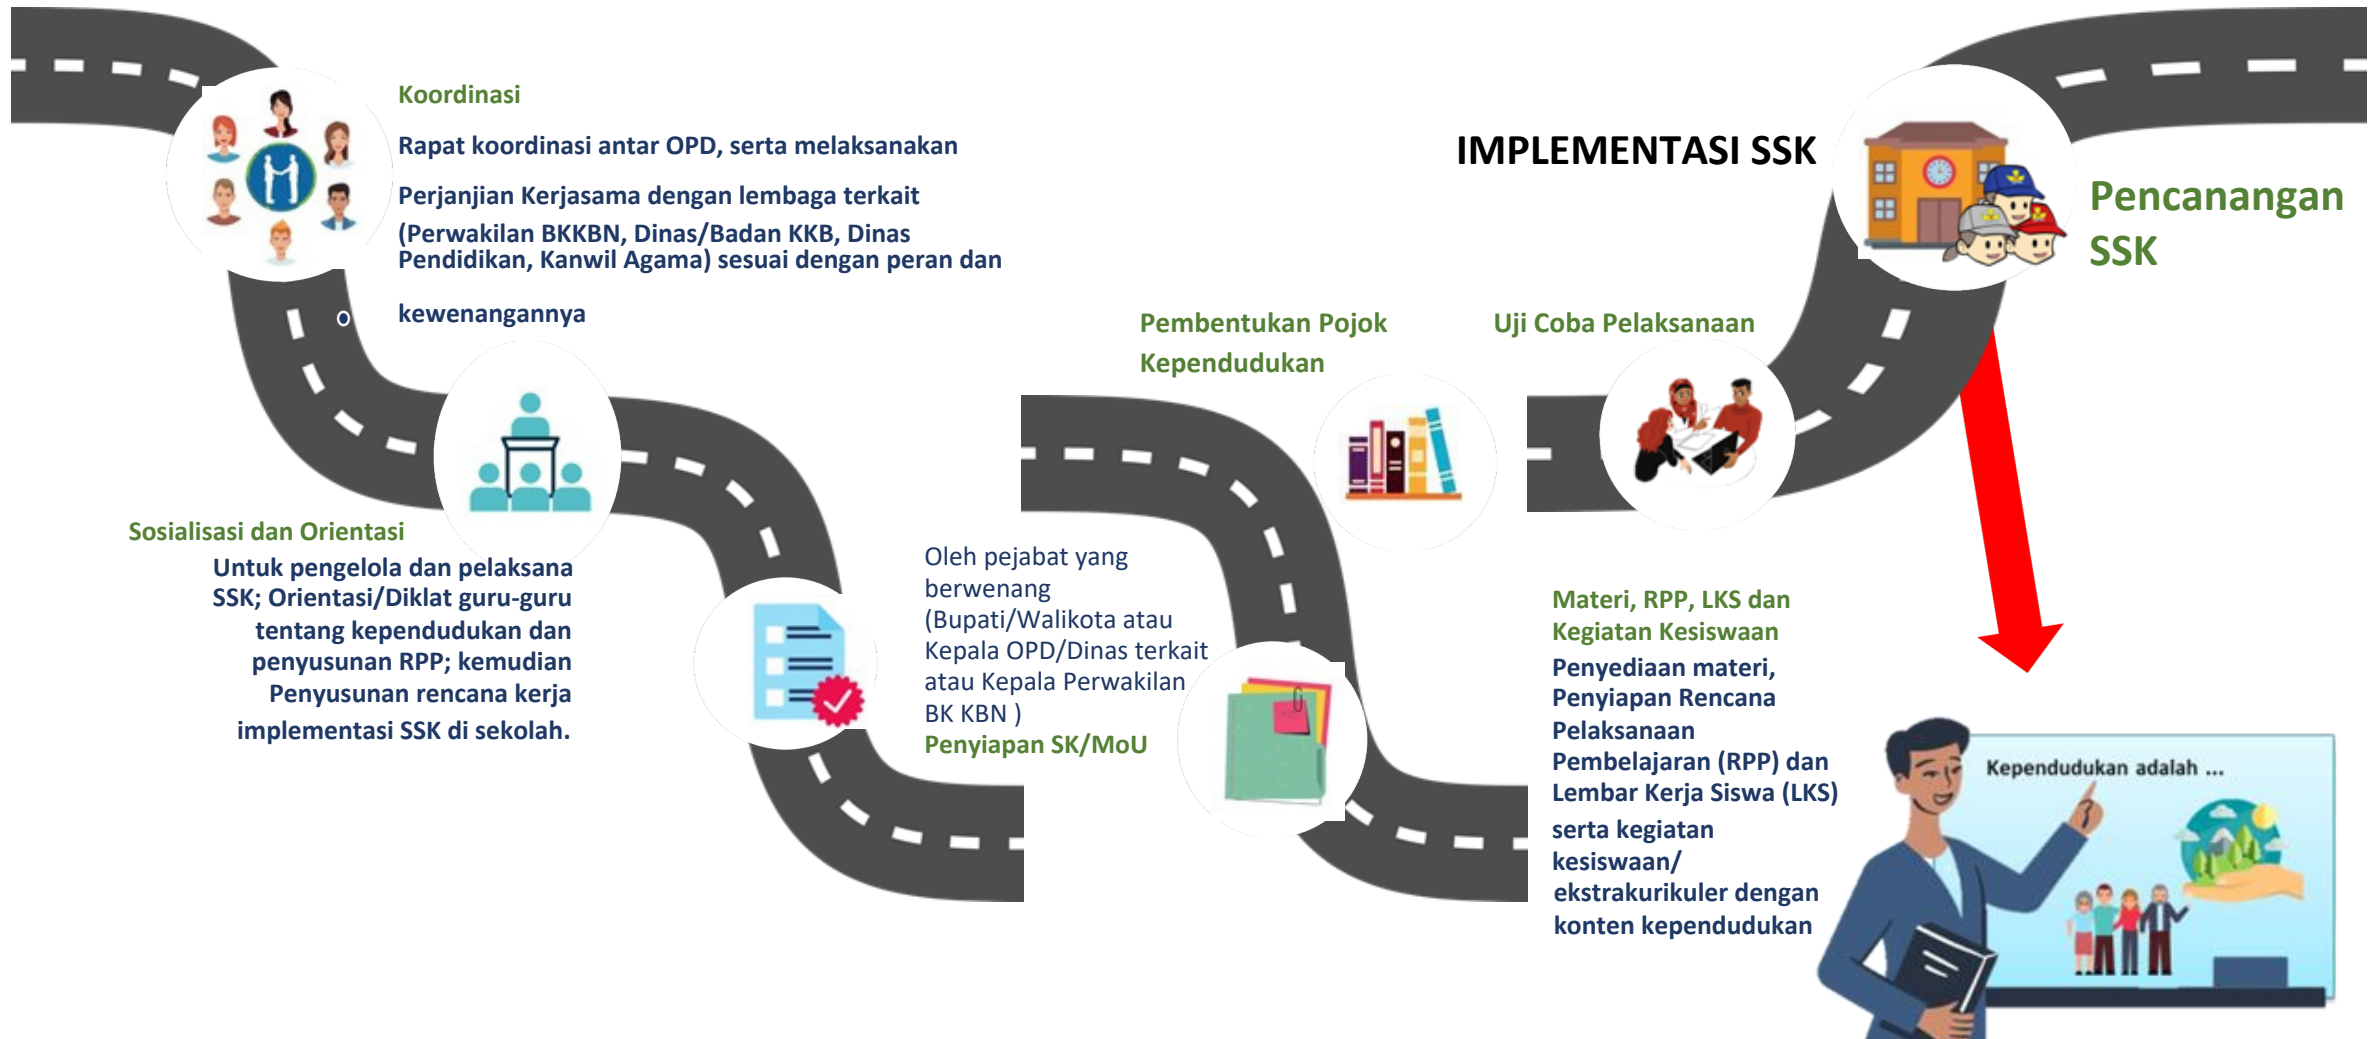 Koordinasi
Rapat koordinasi antar OPD, serta melaksanakan
Perjanjian Kerjasama dengan lembaga terkait
(Perwakilan BKKBN, Dinas/Badan KKB, Dinas
Pendidikan, Kanwil Agama) sesuai dengan peran dan
kewenangannya
Sosialisasi dan Orientasi
Untuk pengelola dan pelaksana
SSK; Orientasi/Diklat guru-guru
tentang kependudukan dan
penyusunan RPP; kemudian
Penyusunan rencana kerja
implementasi SSK di sekolah.
Oleh pejabat yang
berwenang
(Bupati/Walikota atau
Kepala OPD/Dinas terkait
atau Kepala Perwakilan
BK KBN )
Penyiapan SK/MoU
Pembentukan Pojok
Kependudukan
Uji Coba Pelaksanaan
Materi, RPP, LKS dan
Kegiatan Kesiswaan
Penyediaan materi,
Penyiapan Rencana
Pelaksanaan
Pembelajaran (RPP) dan
Lembar Kerja Siswa (LKS)
serta kegiatan
kesiswaan/
ekstrakurikuler dengan
konten kependudukan
IMPLEMENTASI SSK
Pencanangan
SSK
Kependudukan adalah ...